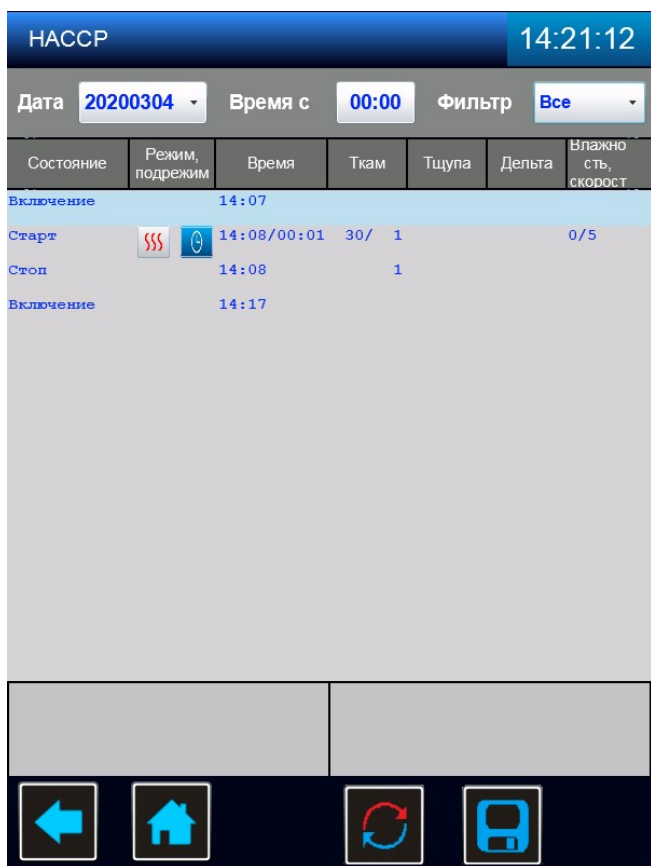 HACCP 14:21:12
Дата 20200304 Время с 00:00 Фильтр Все
Состояние Режим, подрежим Время Ткам Тщупа Дельта Влажно сть, скорост
Включение 14:07
Старт 14:08/00:01 30/ 1 0/5
Стоп 14:08 1
Включение 14:17